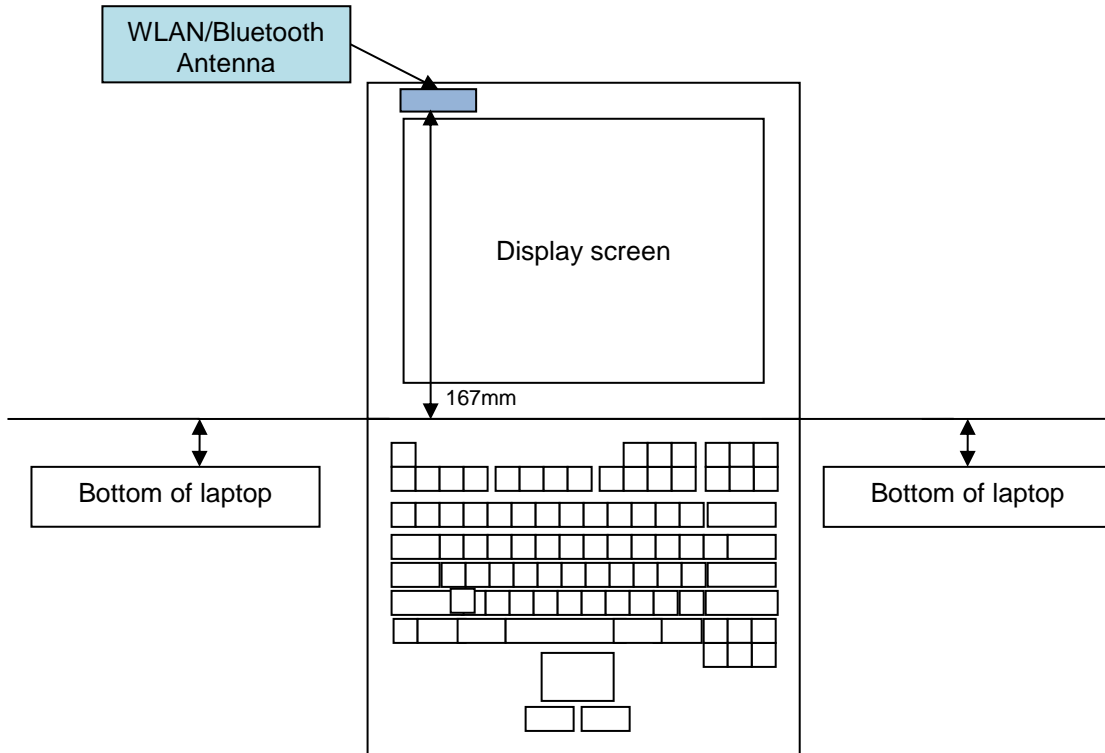 WLAN/Bluetooth
Antenna
Display screen
167mm
Bottom of laptop
Bottom of laptop